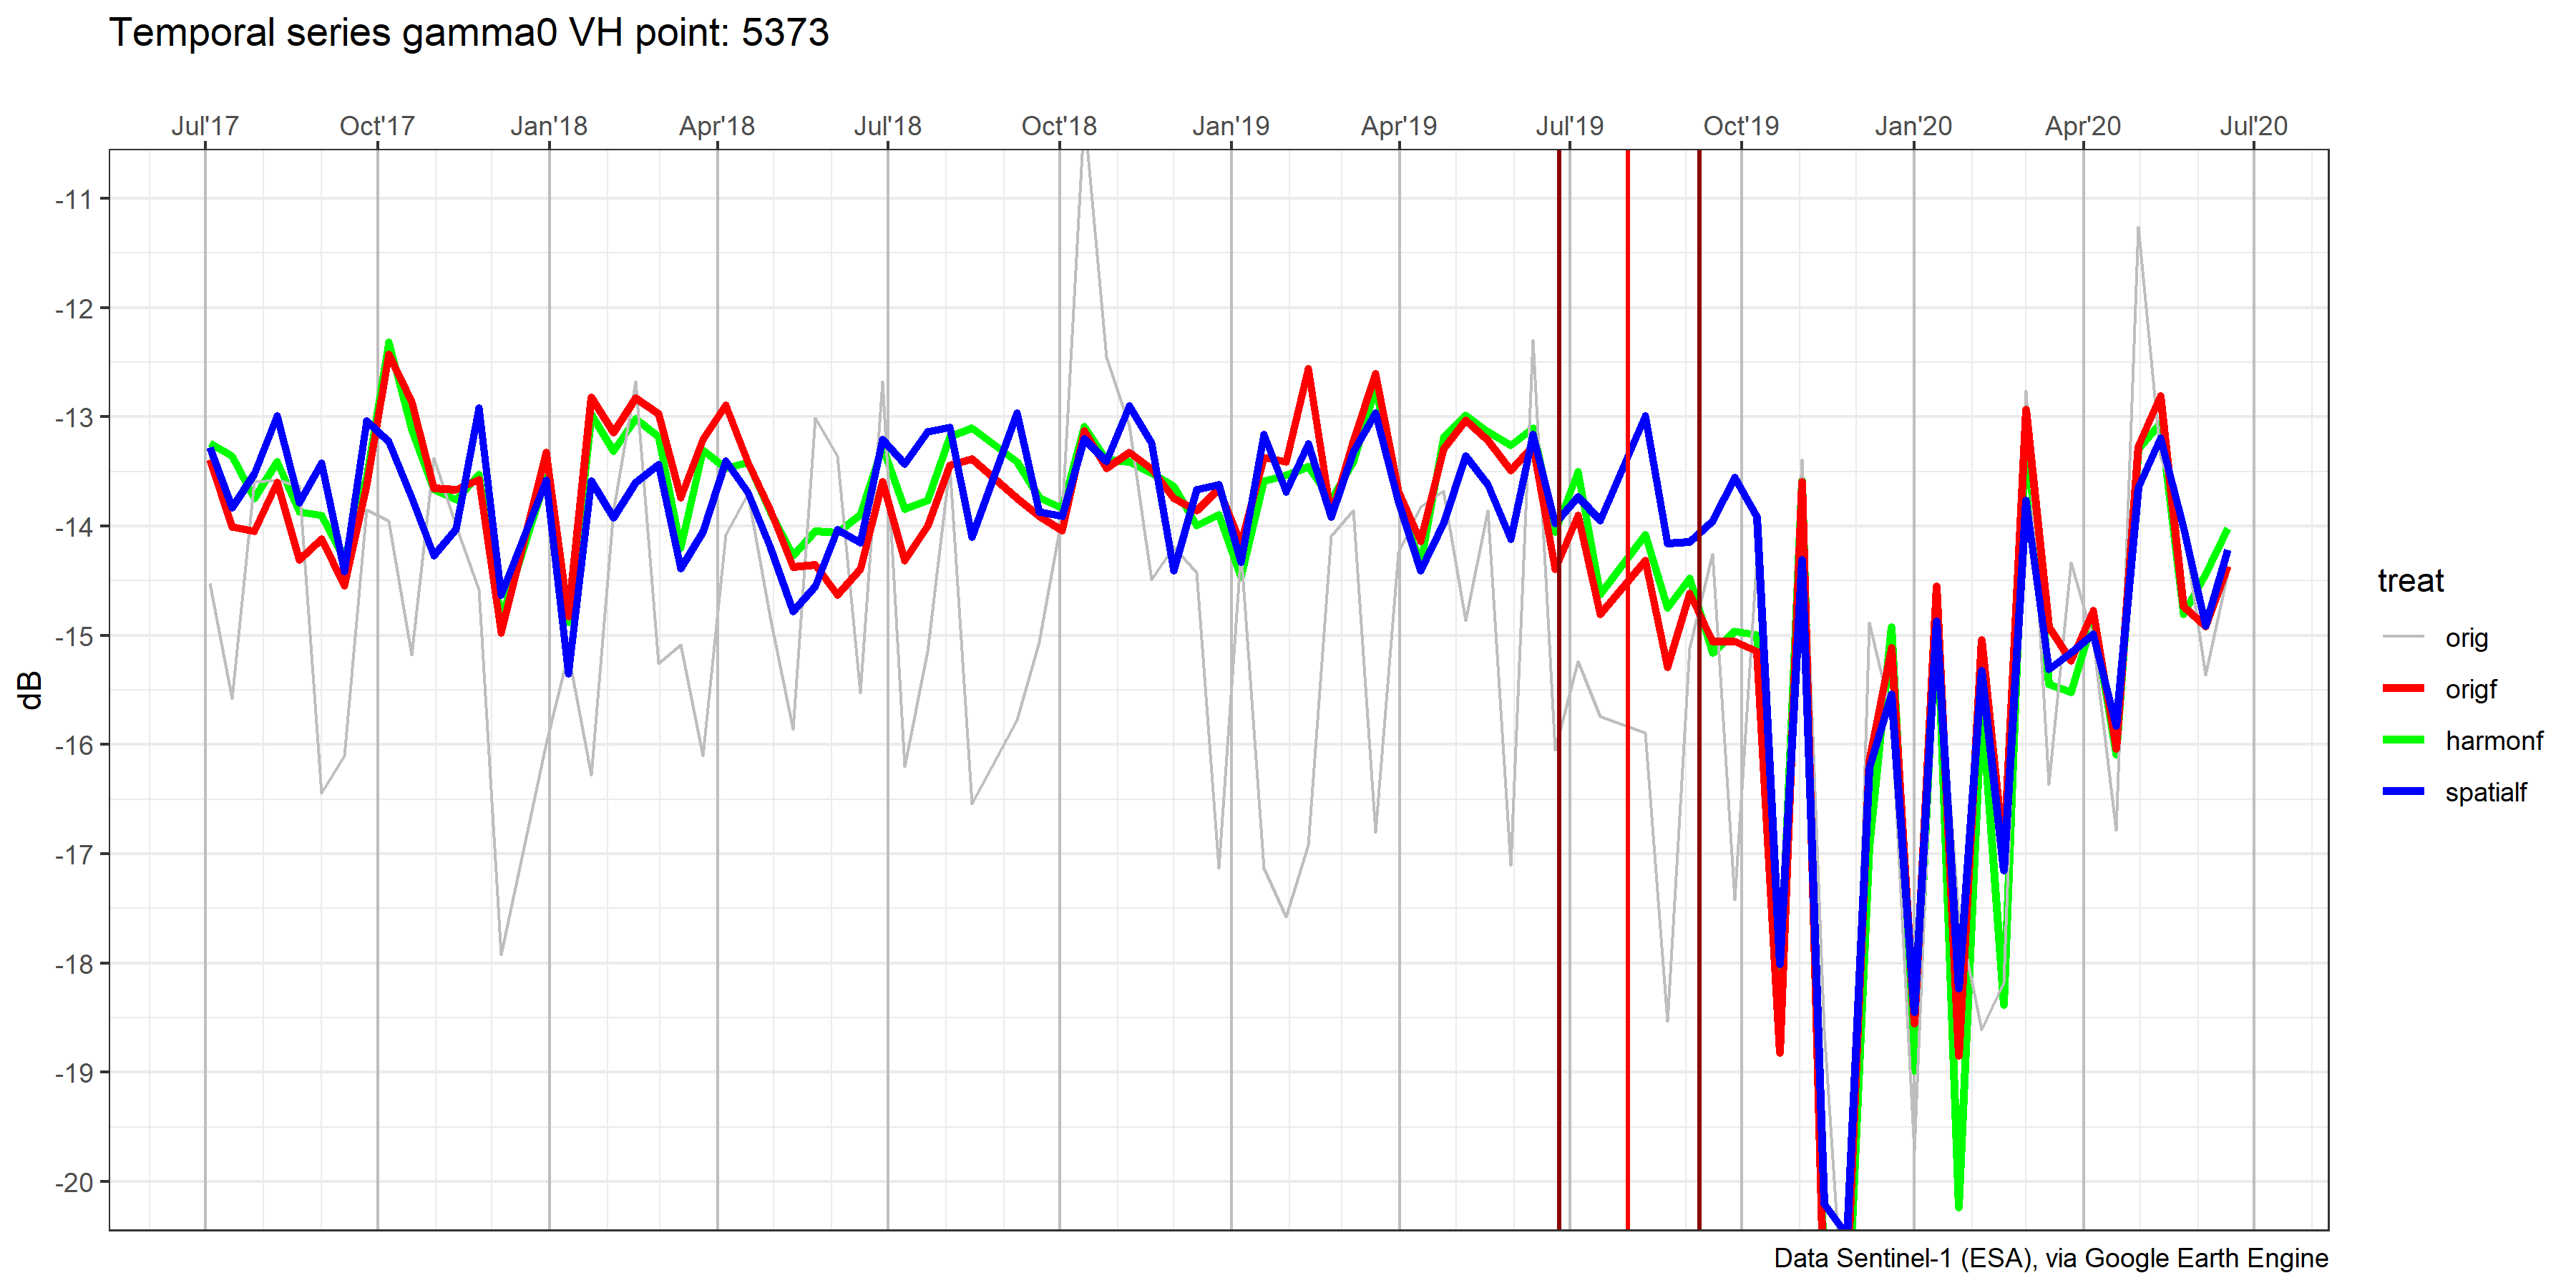 Temporal series gamma0 VH point: 5373
Jul'17 Oct'17 Jan'18 Apr'18 Jul'18 Oct'18 Jan'19 Apr'19 Jul'19 Oct'19 Jan'20 Apr'20 Jul'20
-11
-12
-13
-14
-15
-16
-17
-18
-19
-20
dB
treat
orig
origf
harmonf
spatialf
Data Sentinel-1 (ESA), via Google Earth Engine